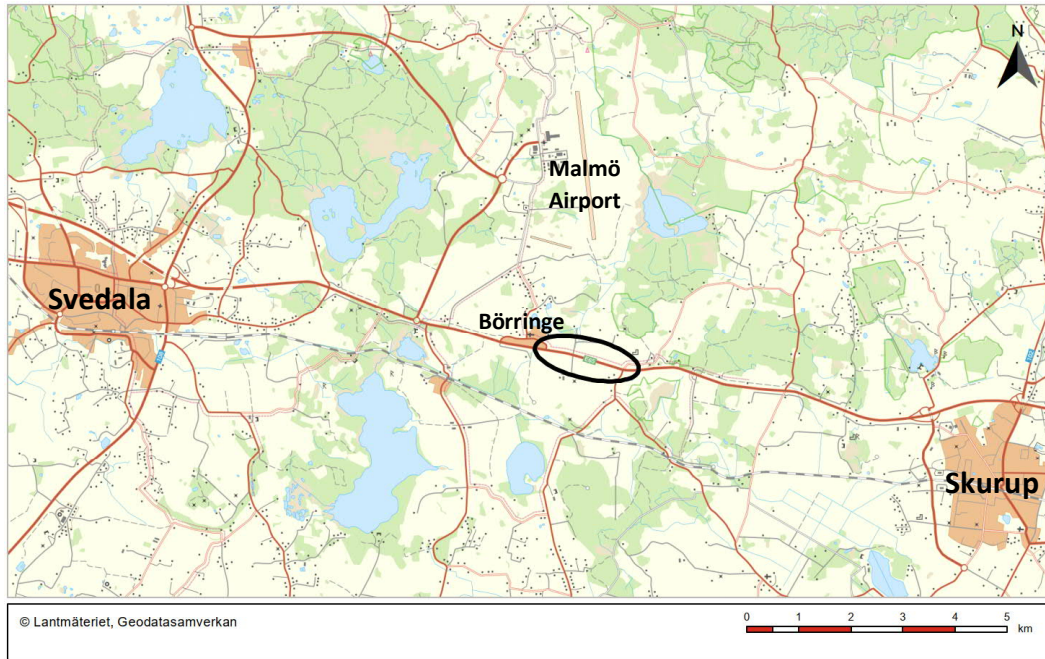 N
Malmö
Airport
Svedala
Börringe
Skurup
© Lantmäteriet, Geodatasamverkan
0 1 2 3 4 5
km